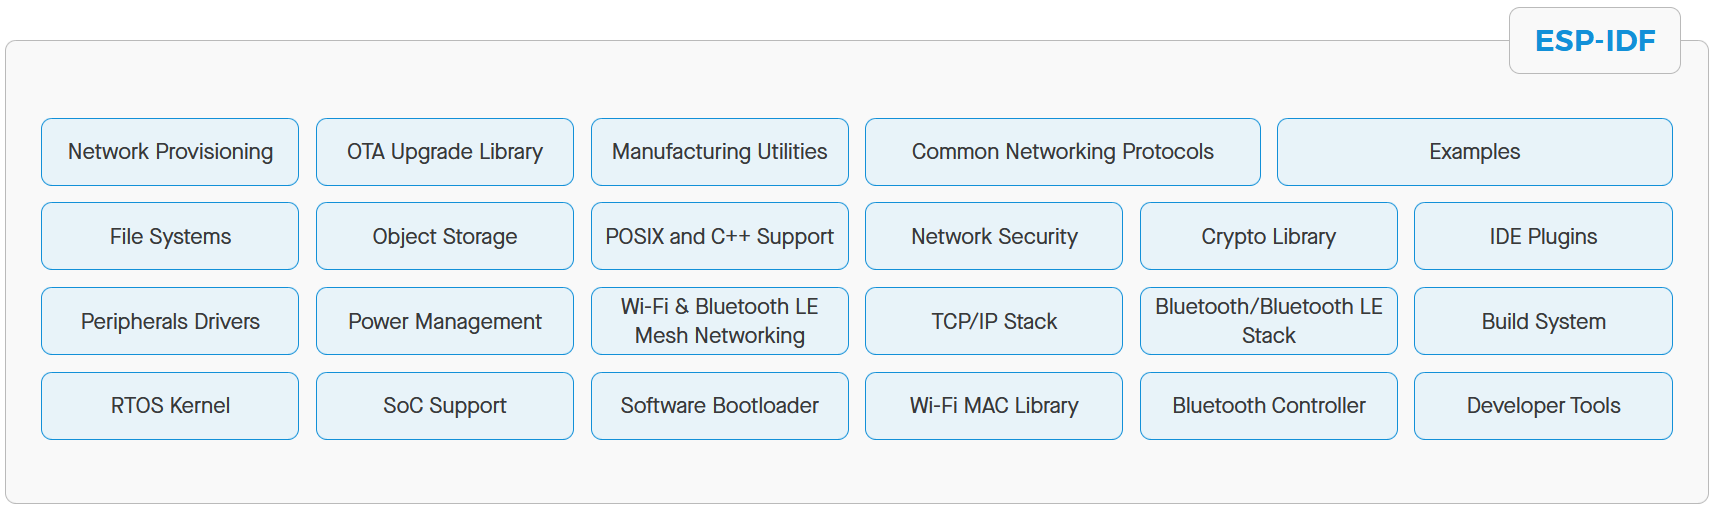 ESP-IDF
Network Provisioning
OTA Upgrade Library
Manufacturing Utilities
Common Networking Protocols
Examples
File Systems
Object Storage
POSIX and C++ Support
Network Security
Crypto Library
IDE Plugins
Peripherals Drivers
Power Management
Wi-Fi & Bluetooth LE
Mesh Networking
TCP/IP Stack
Bluetooth/Bluetooth LE
Stack
Build System
RTOS Kernel
SoC Support
Software Bootloader
Wi-Fi MAC Library
Bluetooth Controller
Developer Tools